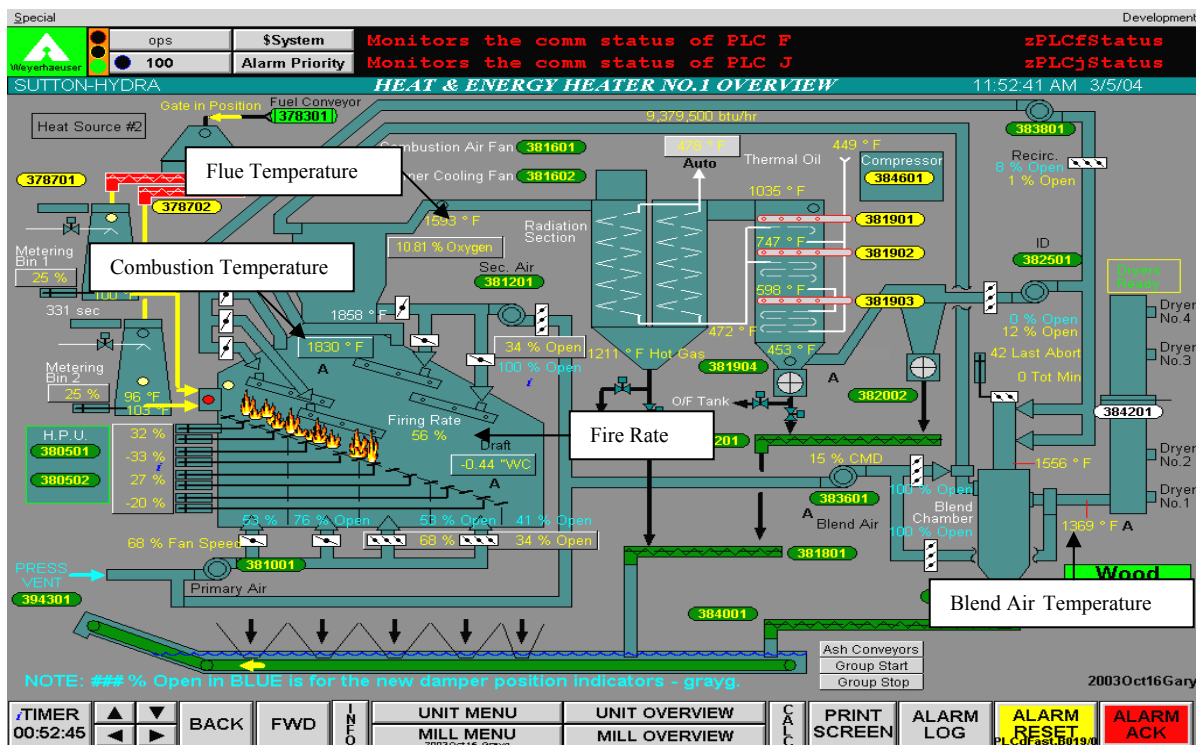 Special
Development
Weyerhaeuser
ops
$System
100
Alarm Priority
Monitors the comm status of PLC F
zPLCfStatus
Monitors the comm status of PLC J
zPLCjStatus
SUTTON-HYDRA
HEAT & ENERGY HEATER NO.1 OVERVIEW
11:52:41 AM 3/5/04
Heat Source #2
Gate in Position
Fuel Conveyor
378301
9,379,500 btu/hr
383801
Combustion Air Fan
381601
Cooling Fan
381602
Flue Temperature
476 ° F
Auto
Thermal Oil
449 ° F
Compressor
384601
Recirc.
8 % Open
1 % Open
378701
378702
1035 ° F
1593 ° F
Radiation
Section
381901
10.81 % Oxygen
747 ° F
381902
ID
382501
Metering
Bin 1
25 %
100 °F
331 sec
Combustion Temperature
Sec. Air
381201
598 ° F
381903
Dryers
Ready
Dryer
No.4
1858 ° F
1830 ° F
A
34 % Open
100 % Open
i
472 ° F
1211 ° F Hot Gas
453 ° F
381904
A
0 % Open
12 % Open
42 Last Abort
0 Tot Min
Dryer
No.3
Metering
Bin 2
25 %
96 °F
103 °F
O/F Tank
382002
384201
H.P.U.
380501
380502
32 %
-33 %
i
27 %
-20 %
Firing Rate
56 %
Draft
-0.44 "WC
A
Fire Rate
201
15 % CMD
383601
A
Blend Air
100 % Open
Blend
Chamber
100 % Open
1556 ° F
Dryer
No.2
Dryer
No.1
1369 ° F A
53 %
76 % Open
53 % Open
41 % Open
68 % Fan Speed
68 %
34 % Open
381001
Primary Air
381801
PRESS
VENT
394301
Wood
Blend Air Temperature
384001
Ash Conveyors
Group Start
Group Stop
NOTE: ### % Open in BLUE is for the new damper position indicators - grayg.
2003Oct16Gary
iTIMER
00:52:45
BACK
FWD
INFO
UNIT MENU
MILL MENU
2003Oct16 Grayg
UNIT OVERVIEW
MILL OVERVIEW
CALC
PRINT
SCREEN
ALARM
LOG
ALARM
RESET
PLCdFast.B019/0
ALARM
ACK